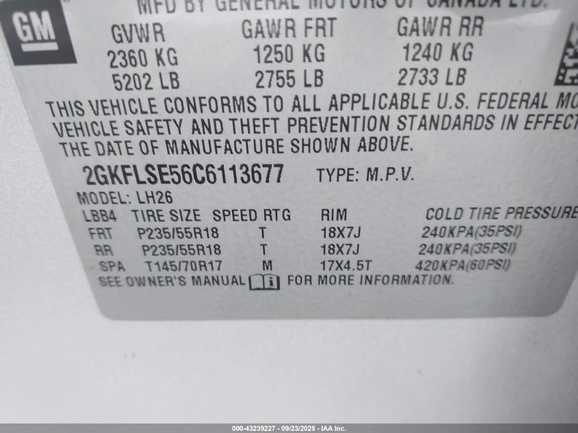 MFD BY GENERAL MOTORS OF CANADA LTD.
GM
GVWR GAWR FRT GAWR RR
2360 KG 1250 KG 1240 KG
5202 LB 2755 LB 2733 LB
THIS VEHICLE CONFORMS TO ALL APPLICABLE U.S. FEDERAL MO
VEHICLE SAFETY AND THEFT PREVENTION STANDARDS IN EFFECT
THE DATE OF MANUFACTURE SHOWN ABOVE.
2GKFLSE56C6113677 TYPE: M.P.V.
MODEL: LH26
LBB4 TIRE SIZE SPEED RTG RIM COLD TIRE PRESSURE
FRT P235/55R18 T 18X7J 240KPA(35PSI)
RR P235/55R18 T 18X7J 240KPA(35PSI)
SPA T145/70R17 M 17X4.5T 420KPA(60PSI)
SEE OWNER'S MANUAL FOR MORE INFORMATION.
000-43239227 - 09/23/2025 - IAA Inc.